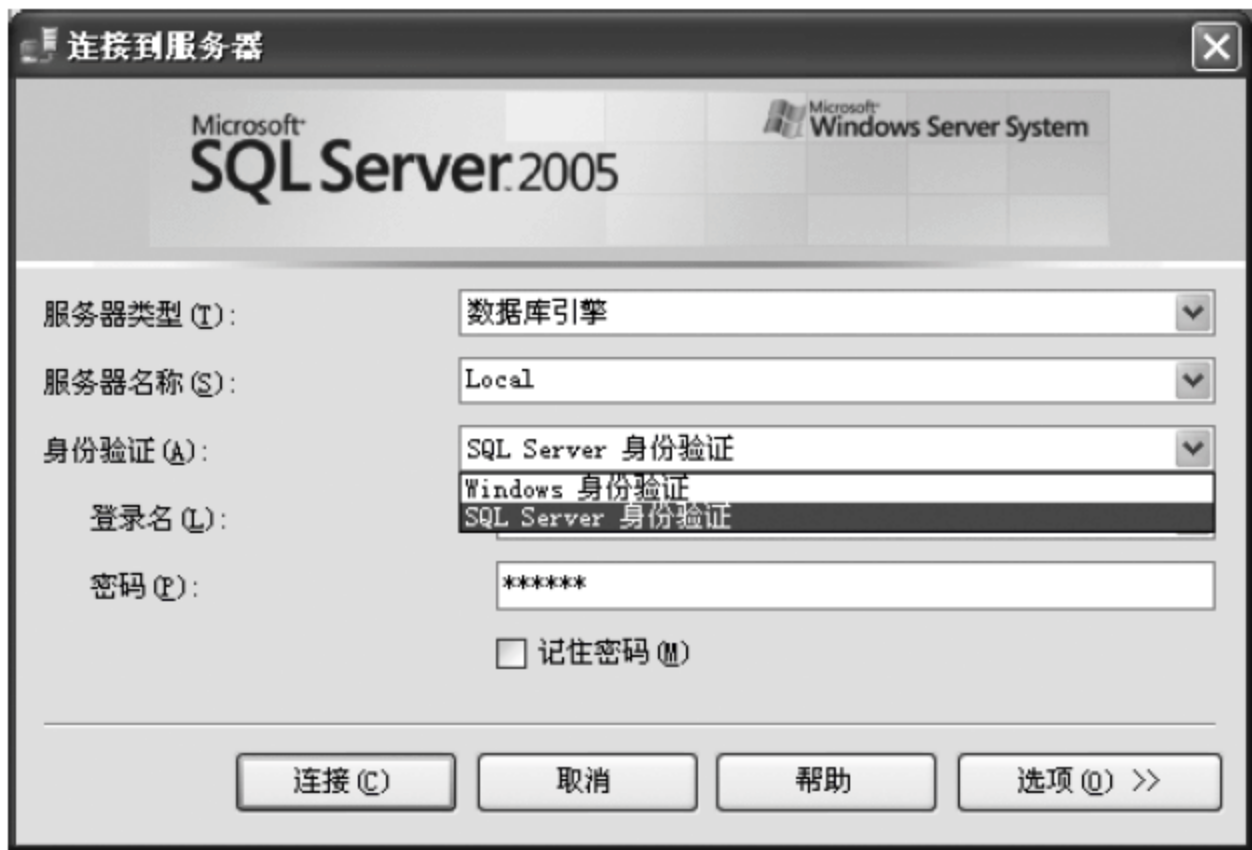 连接到服务器
Microsoft
SQL Server 2005
Microsoft
Windows Server System
服务器类型(T): 数据库引擎
服务器名称(S): Local
身份验证(A): SQL Server 身份验证
Windows 身份验证
登录名(L): SQL Server 身份验证
密码(P): ******
记住密码(M)
连接(C) 取消 帮助 选项(O) >>